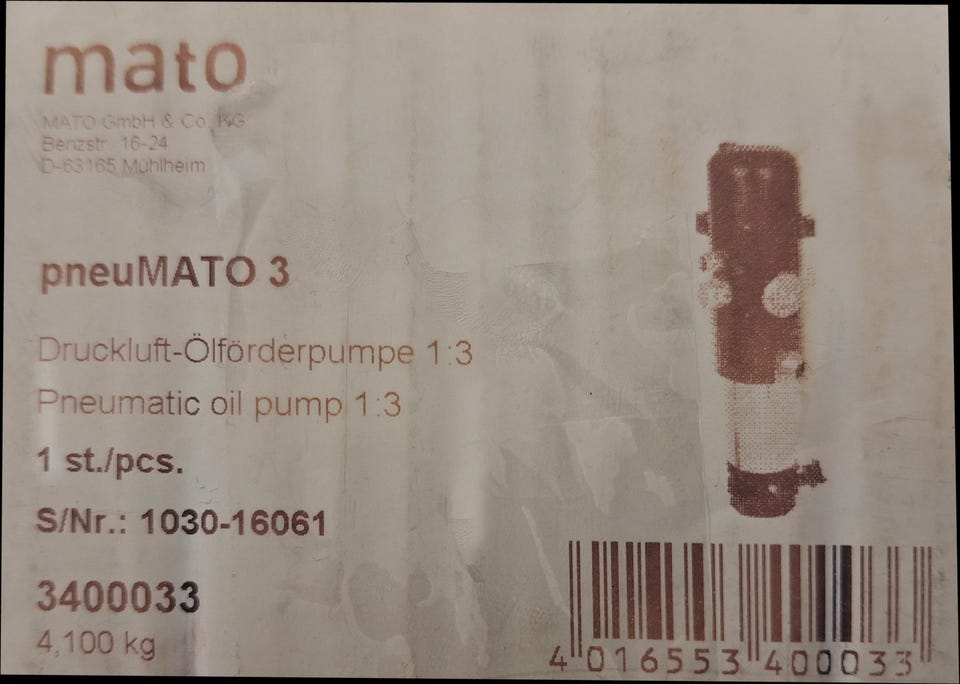 mato
MATO GmbH & Co. KG
Benzstr. 16-24
D-63165 Mühlheim
pneuMATO 3
Druckluft-Ölförderpumpe 1:3
Pneumatic oil pump 1:3
1 st./pcs.
S/Nr.: 1030-16061
3400033
4,100 kg
4 016553 400033